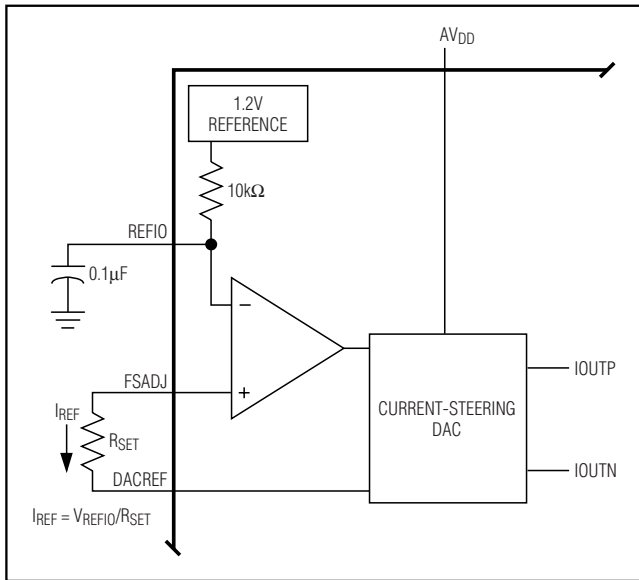 AVDD
1.2V
REFERENCE
10kΩ
REFIO
0.1μF
−
FSADJ
+
IREF
RSET
CURRENT-STEERING
DAC
IOUTP
IOUTN
DACREF
IREF = VREFIO/RSET